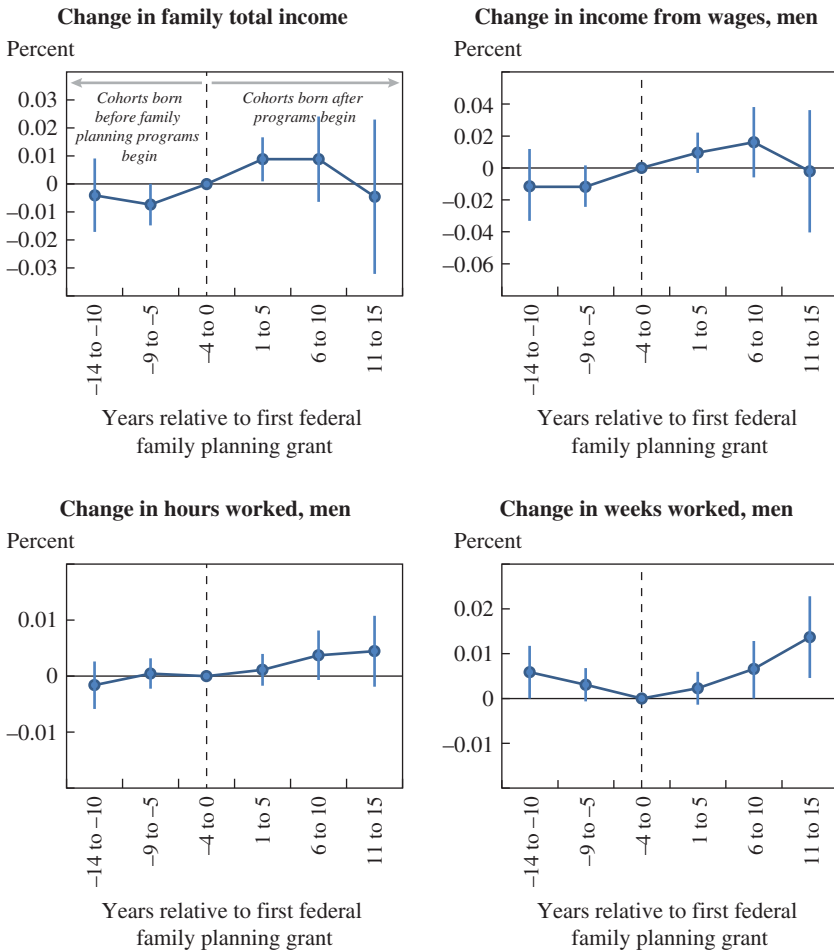 Change in family total income
Percent
0.03
0.02
0.01
0
–0.01
–0.02
–0.03
Cohorts born
before family
planning programs
begin
Cohorts born after
programs begin
–14 to –10
–9 to –5
–4 to 0
1 to 5
6 to 10
11 to 15
Years relative to first federal
family planning grant
Change in income from wages, men
Percent
0.04
0.02
0
–0.02
–0.04
–0.06
–14 to –10
–9 to –5
–4 to 0
1 to 5
6 to 10
11 to 15
Years relative to first federal
family planning grant
Change in hours worked, men
Percent
0.01
0
–0.01
–14 to –10
–9 to –5
–4 to 0
1 to 5
6 to 10
11 to 15
Years relative to first federal
family planning grant
Change in weeks worked, men
Percent
0.02
0.010
0
–0.01
–14 to –10
–9 to –5
–4 to 0
1 to 5
6 to 10
11 to 15
Years relative to first federal
family planning grant